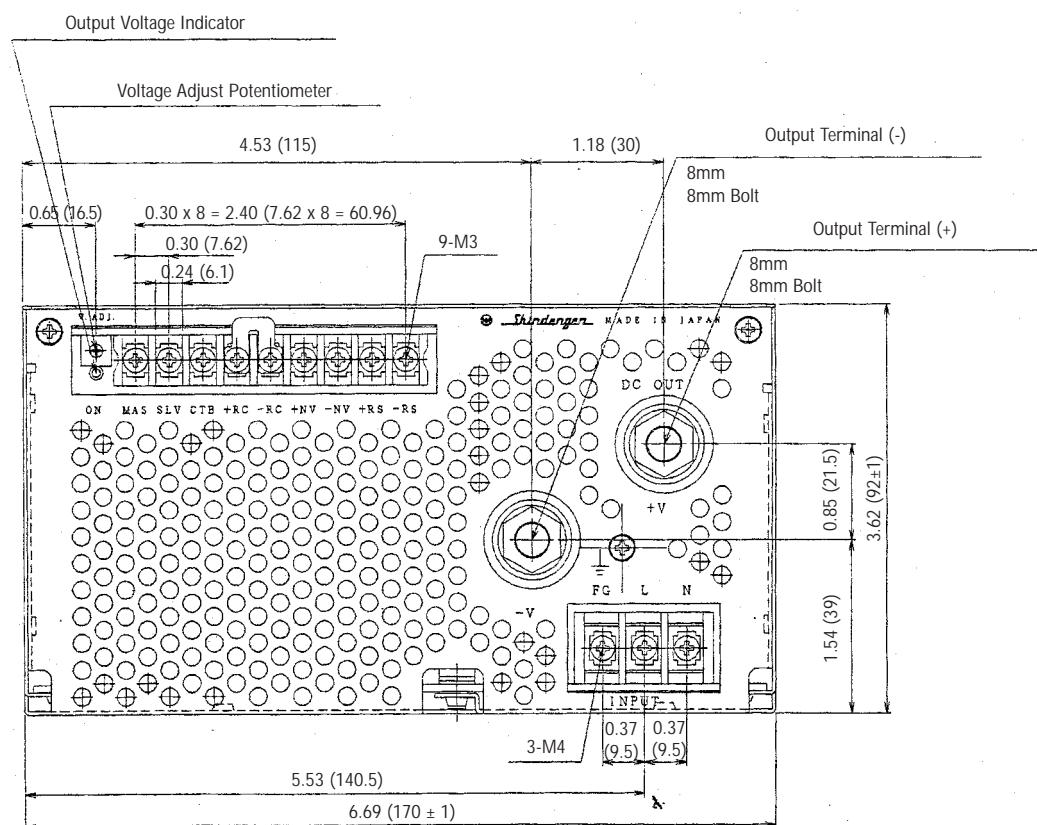 Output Voltage Indicator
Voltage Adjust Potentiometer
4.53 (115)
1.18 (30)
Output Terminal (-)
8mm
8mm Bolt
0.65 (16.5)
0.30 x 8 = 2.40 (7.62 x 8 = 60.96)
0.30 (7.62)
9-M3
0.24 (6.1)
Output Terminal (+)
8mm
8mm Bolt
V. ADJ.
Shindengen MADE IN JAPAN
DC OUT
ON MAS SLV CTB +RC -RC +NV -NV +RS -RS
+V
0.85 (21.5)
3.62 (92±1)
FG L N
-V
1.54 (39)
INPUT
3-M4
0.37
(9.5)
0.37
(9.5)
5.53 (140.5)
6.69 (170 ± 1)